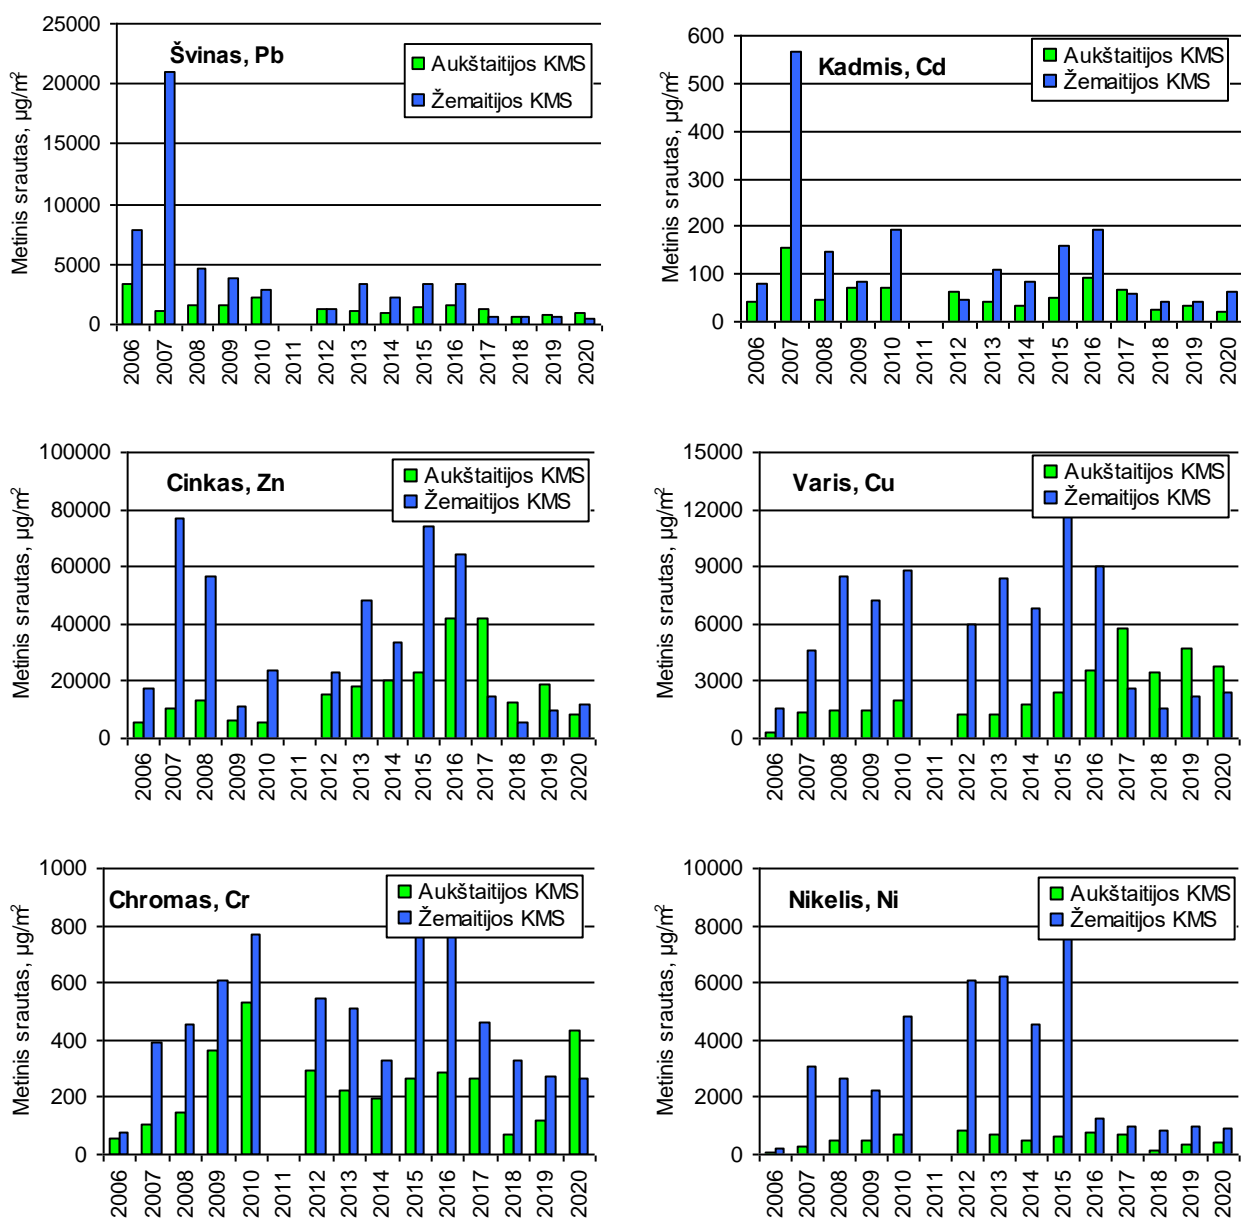 Švinas, Pb
Aukštaitijos KMS
Žemaitijos KMS
Metinis srautas, µg/m²
25000
20000
15000
10000
5000
0
2006 2007 2008 2009 2010 2011 2012 2013 2014 2015 2016 2017 2018 2019 2020
Kadmis, Cd
Aukštaitijos KMS
Žemaitijos KMS
Metinis srautas, µg/m²
600
500
400
300
200
100
0
2006 2007 2008 2009 2010 2011 2012 2013 2014 2015 2016 2017 2018 2019 2020
Cinkas, Zn
Aukštaitijos KMS
Žemaitijos KMS
Metinis srautas, µg/m²
100000
80000
60000
40000
20000
0
2006 2007 2008 2009 2010 2011 2012 2013 2014 2015 2016 2017 2018 2019 2020
Varis, Cu
Aukštaitijos KMS
Žemaitijos KMS
Metinis srautas, µg/m²
15000
12000
9000
6000
3000
0
2006 2007 2008 2009 2010 2011 2012 2013 2014 2015 2016 2017 2018 2019 2020
Chromas, Cr
Aukštaitijos KMS
Žemaitijos KMS
Metinis srautas, µg/m²
1000
800
600
400
200
0
2006 2007 2008 2009 2010 2011 2012 2013 2014 2015 2016 2017 2018 2019 2020
Nikelis, Ni
Aukštaitijos KMS
Žemaitijos KMS
Metinis srautas, µg/m²
10000
8000
6000
4000
2000
0
2006 2007 2008 2009 2010 2011 2012 2013 2014 2015 2016 2017 2018 2019 2020